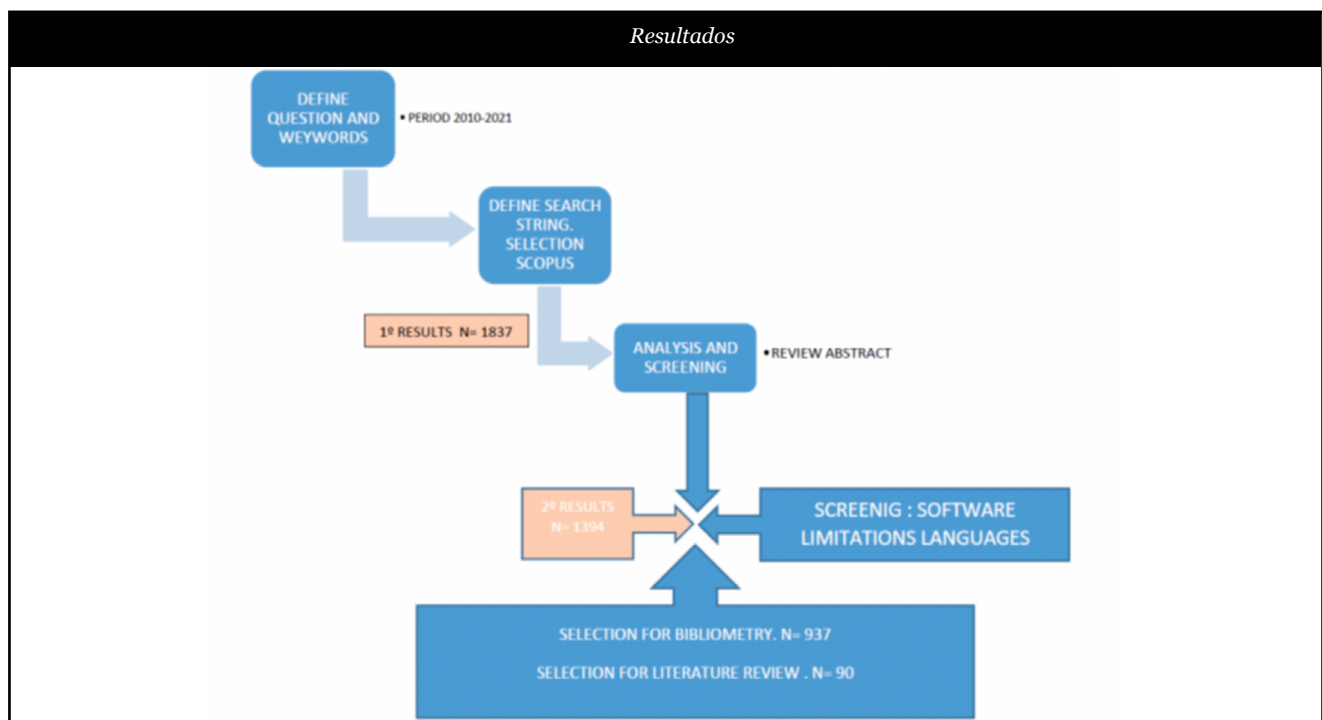 Resultados
DEFINE
QUESTION AND
WEYWORDS
• PERIOD 2010-2021
DEFINE SEARCH
STRING.
SELECTION
SCOPUS
1º RESULTS N= 1837
ANALYSIS AND
SCREENING
• REVIEW ABSTRACT
2º RESULTS
N= 1394
SCREENIG : SOFTWARE
LIMITATIONS LANGUAGES
SELECTION FOR BIBLIOMETRY. N= 937
SELECTION FOR LITERATURE REVIEW . N= 90